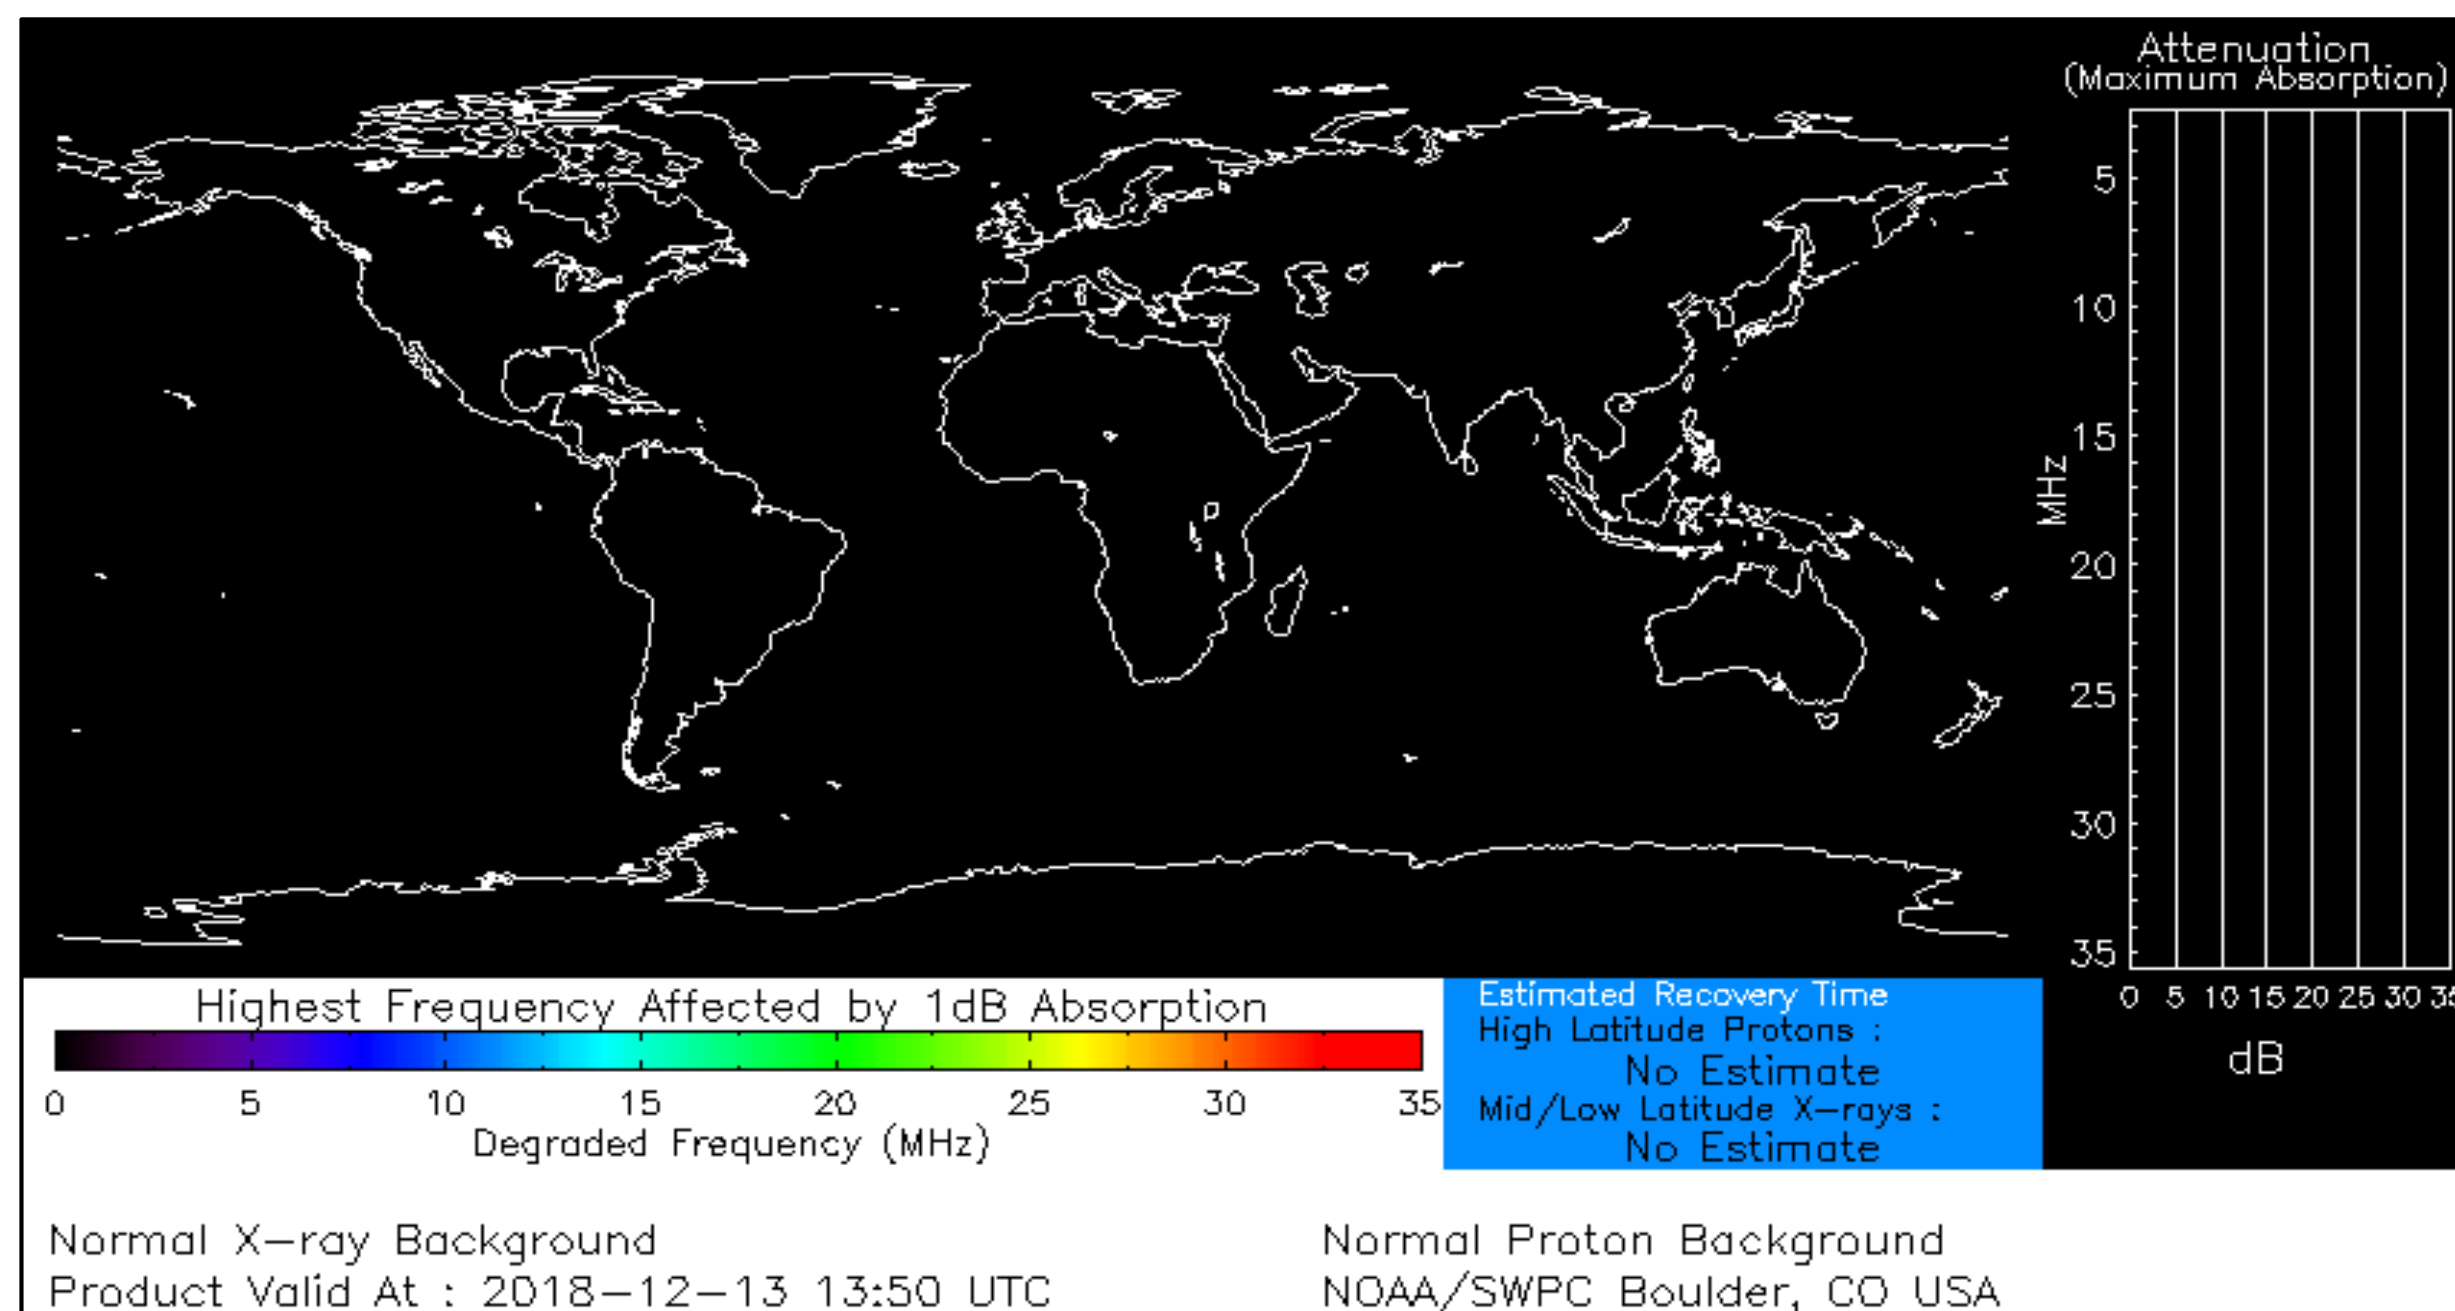 Attenuation
(Maximum Absorption)
5
10
15
20
25
30
35
MHz
0 5 10 15 20 25 30
dB
Highest Frequency Affected by 1dB Absorption
0 5 10 15 20 25 30 35
Degraded Frequency (MHz)
Estimated Recovery Time
High Latitude Protons :
No Estimate
Mid/Low Latitude X-rays :
No Estimate
Normal X-ray Background
Normal Proton Background
Product Valid At : 2018-12-13 13:50 UTC
NOAA/SWPC Boulder, CO USA